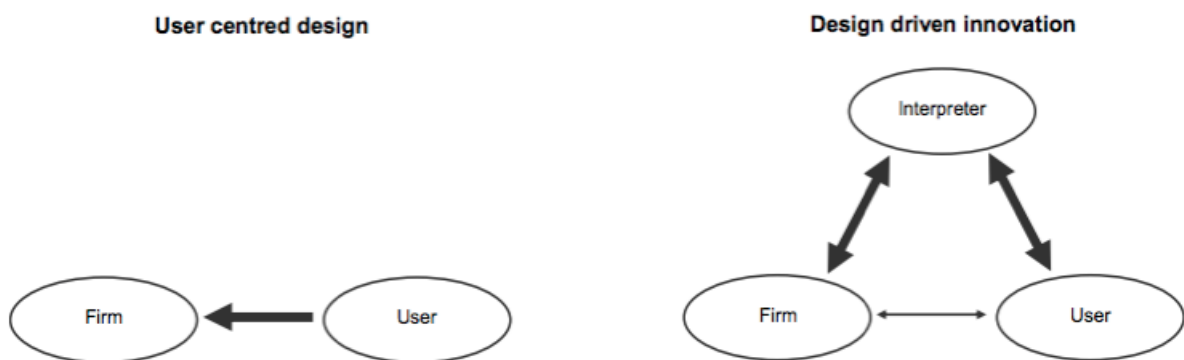 User centred design
Design driven innovation
Interpreter
Firm
User
Firm
User